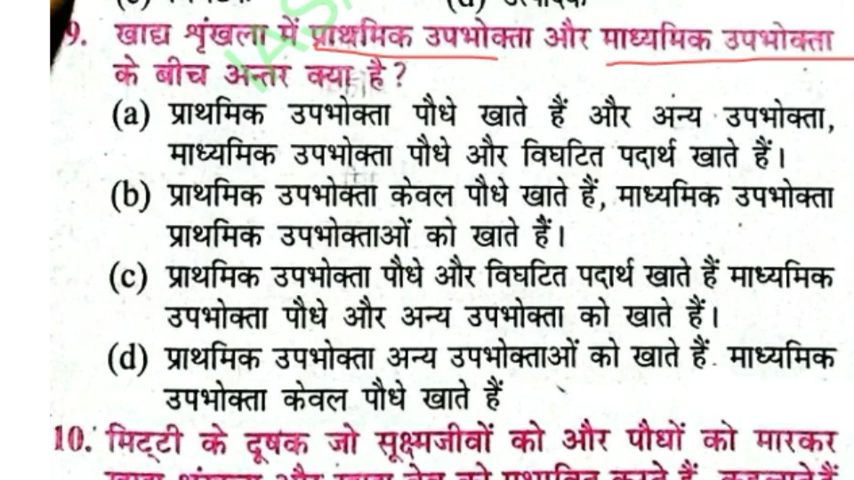 9. खाद्य शृंखला में प्राथमिक उपभोक्ता और माध्यमिक उपभोक्ता
के बीच अन्तर क्या है?
(a) प्राथमिक उपभोक्ता पौधे खाते हैं और अन्य उपभोक्ता,
माध्यमिक उपभोक्ता पौधे और विघटित पदार्थ खाते हैं।
(b) प्राथमिक उपभोक्ता केवल पौधे खाते हैं, माध्यमिक उपभोक्ता
प्राथमिक उपभोक्ताओं को खाते हैं।
(c) प्राथमिक उपभोक्ता पौधे और विघटित पदार्थ खाते हैं माध्यमिक
उपभोक्ता पौधे और अन्य उपभोक्ता को खाते हैं।
(d) प्राथमिक उपभोक्ता अन्य उपभोक्ताओं को खाते हैं. माध्यमिक
उपभोक्ता केवल पौधे खाते हैं
10. मिट्टी के दूषक जो सूक्ष्मजीवों को और पौधों को मारकर